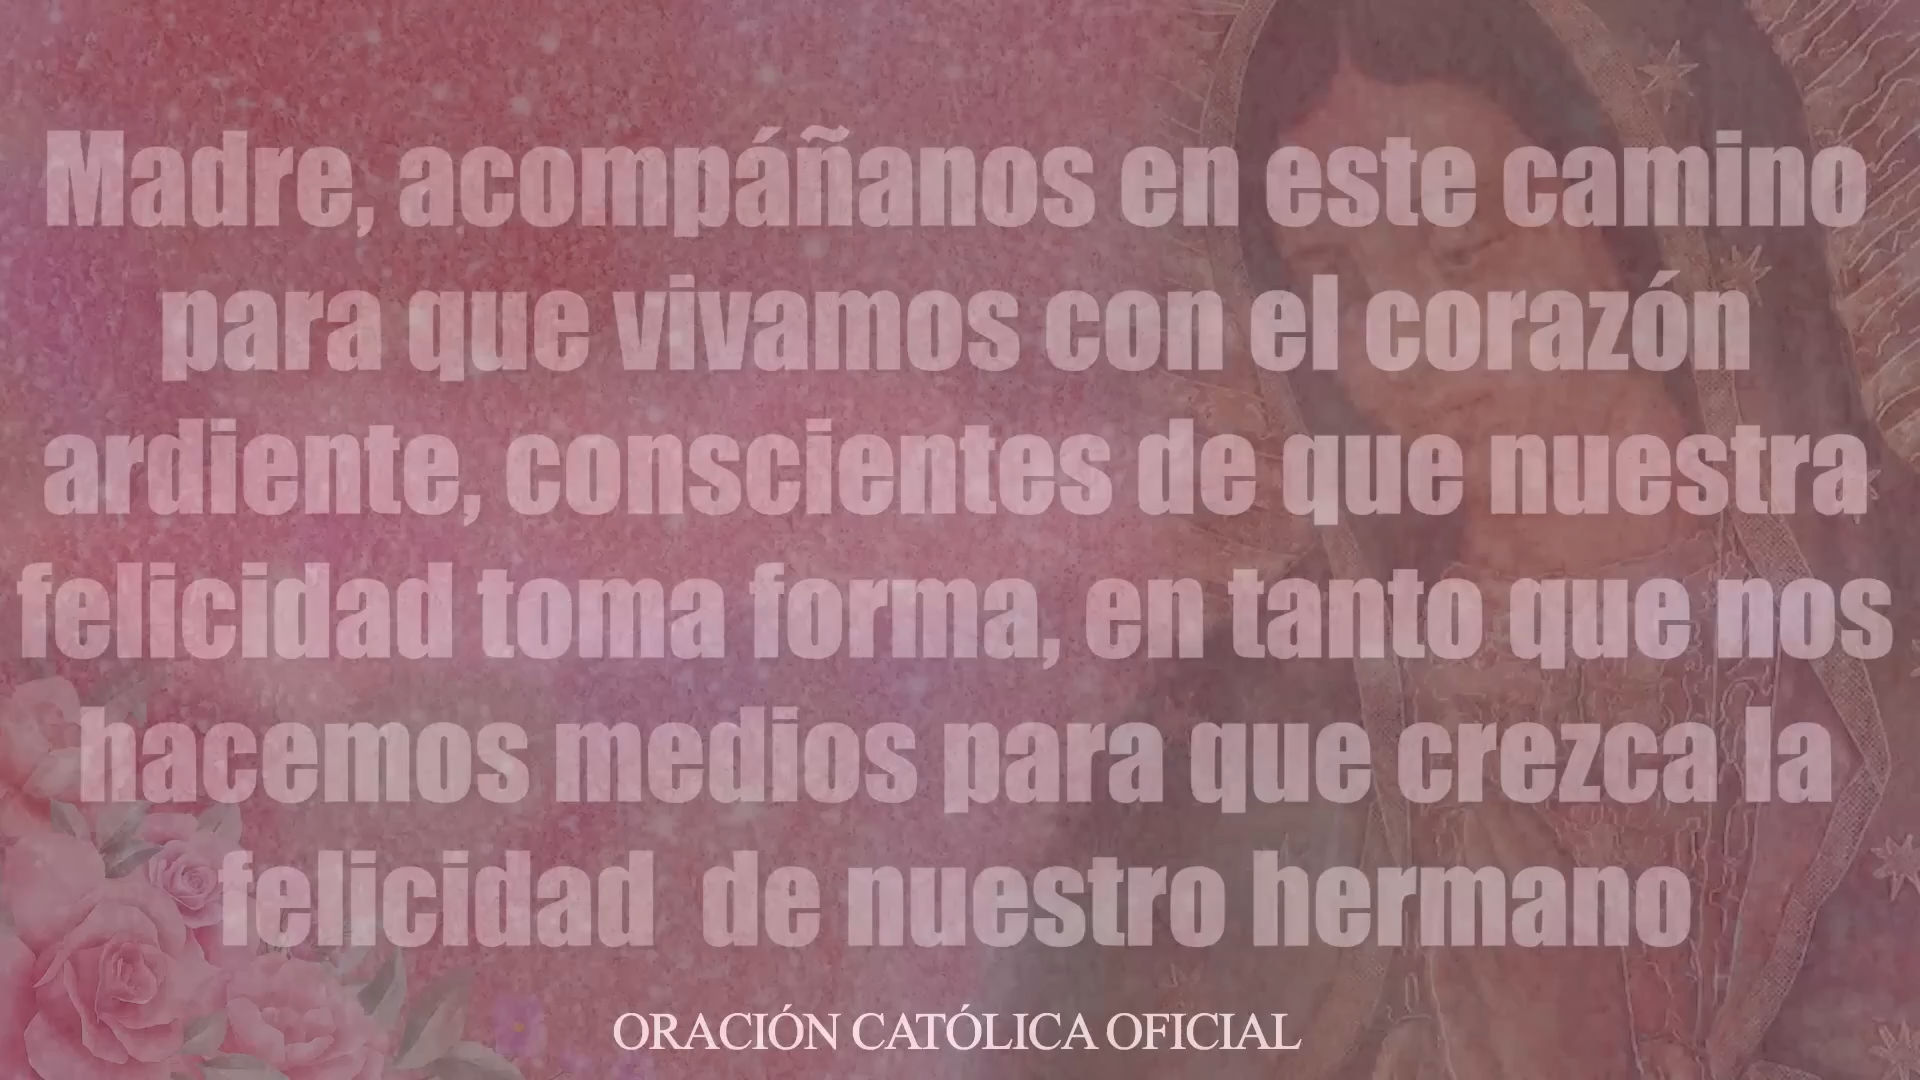 Madre, acompáñanos en este camino
para que vivamos con el corazón
ardiente, conscientes de que nuestra
felicidad toma forma, en tanto que nos
hacemos medios para que crezca la
felicidad  de nuestro hermano
ORACIÓN CATÓLICA OFICIAL